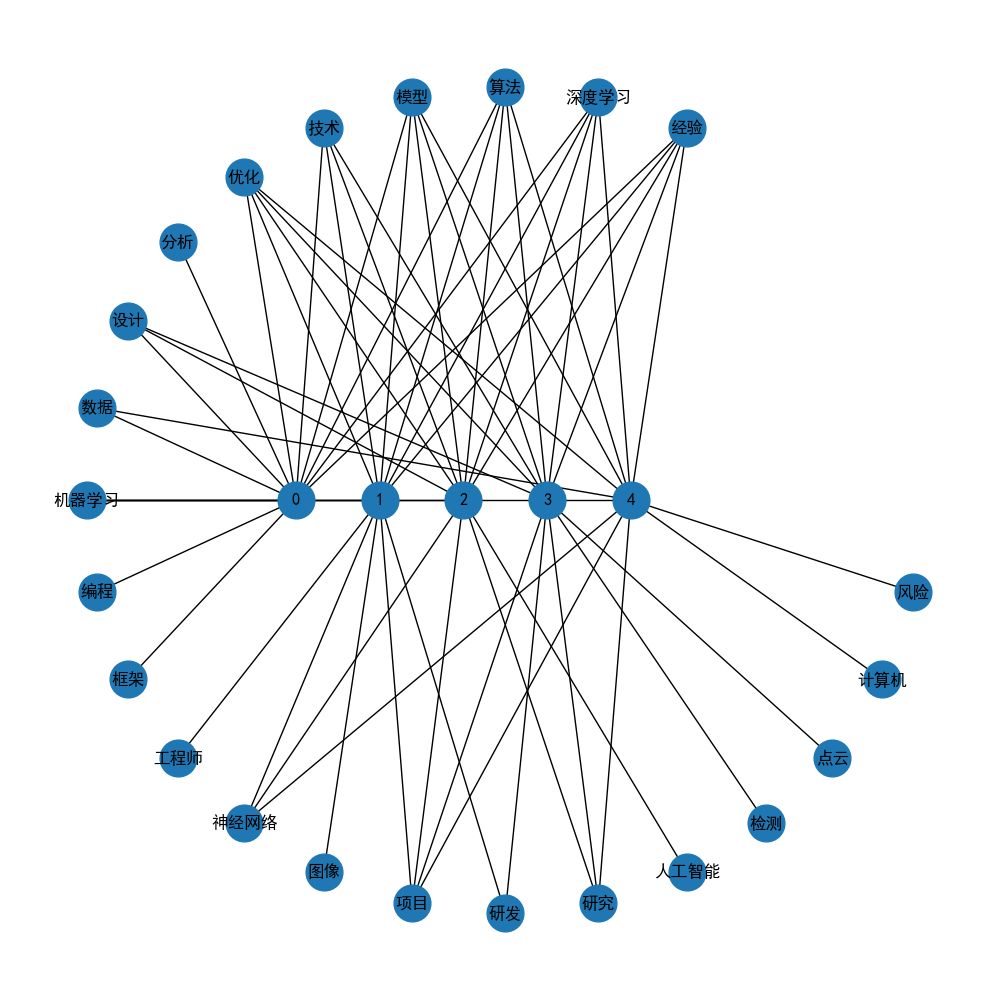 算法
模型
深度学习
技术
经验
优化
分析
设计
数据
机器学习
0
1
2
3
4
编程
风险
框架
计算机
工程师
点云
神经网络
检测
图像
人工智能
项目
研究
研发